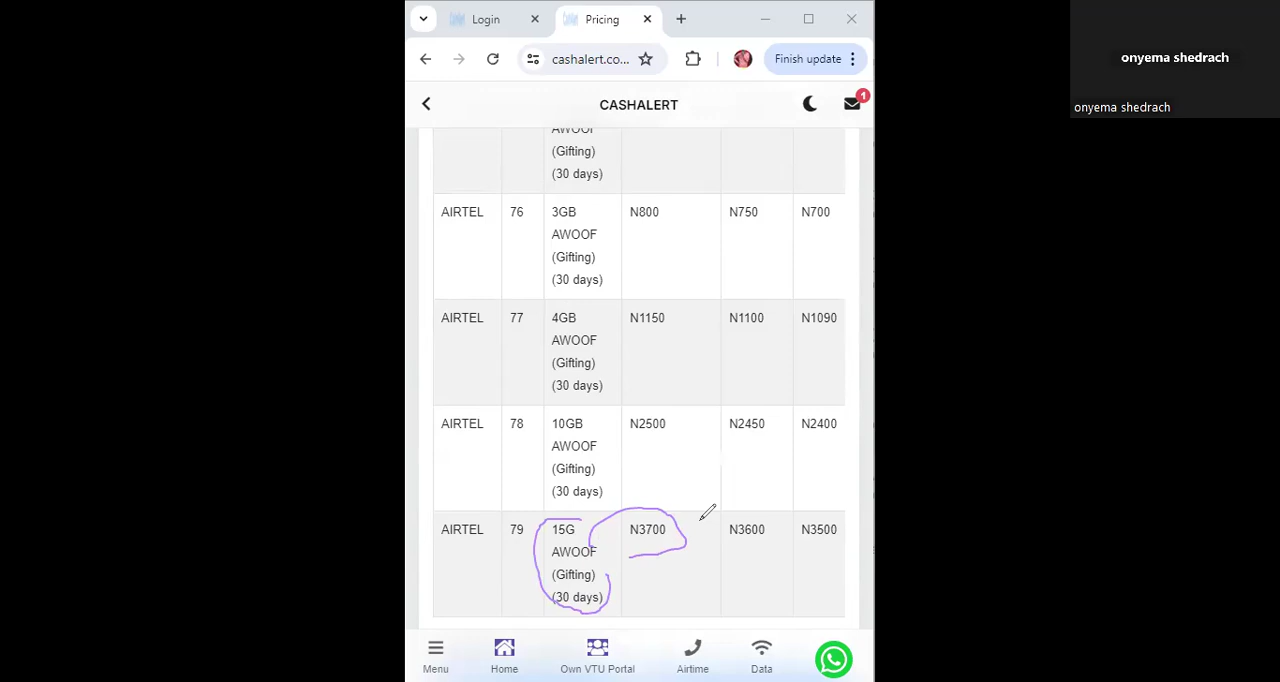 Login
Pricing
cashalert.co...
Finish update
onyema shedrach
onyema shedrach
CASHALERT
1
AWOOF
(Gifting)
(30 days)
AIRTEL 76 3GB N800 N750 N700
AWOOF
(Gifting)
(30 days)
AIRTEL 77 4GB N1150 N1100 N1090
AWOOF
(Gifting)
(30 days)
AIRTEL 78 10GB N2500 N2450 N2400
AWOOF
(Gifting)
(30 days)
AIRTEL 79 15G N3700 N3600 N3500
AWOOF
(Gifting)
(30 days)
Menu Home Own VTU Portal Airtime Data